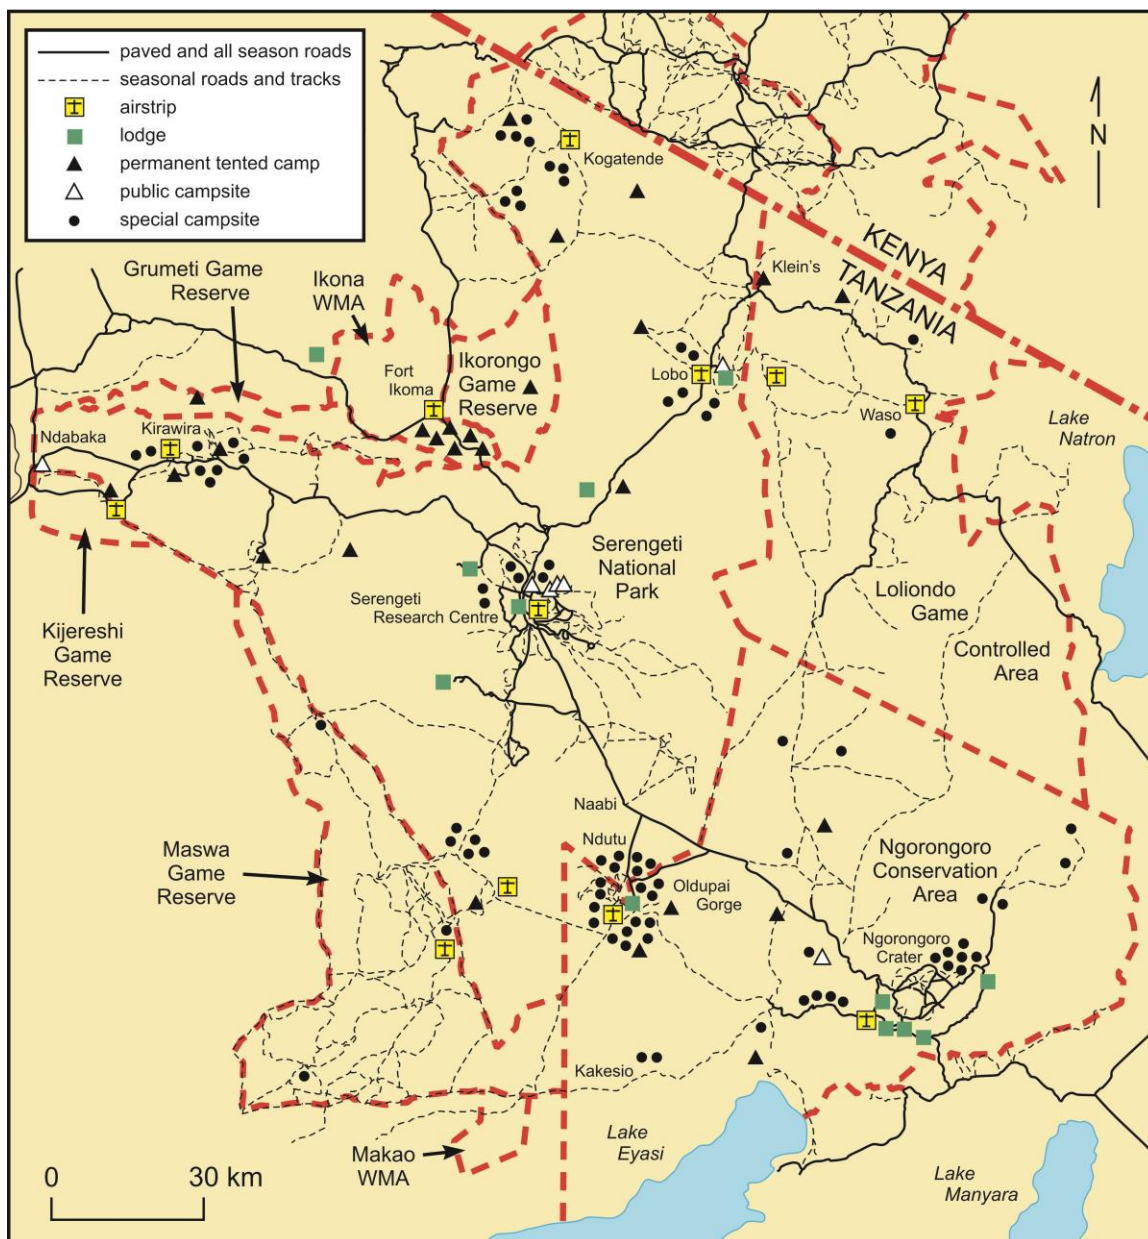 paved and all season roads
seasonal roads and tracks
airstrip
lodge
permanent tented camp
public campsite
special campsite
N
Kogatende
KENYA
TANZANIA
Klein's
Grumeti Game
Reserve
Ikona
WMA
Fort
Ikoma
Ikorongo
Game
Reserve
Lobo
Waso
Lake
Natron
Ndabaka
Kirawira
Serengeti
National
Park
Serengeti
Research Centre
Loliondo
Game
Controlled
Area
Kijereshi
Game
Reserve
Naabi
Ndutu
Maswa
Game
Reserve
Oldupai
Gorge
Ngorongoro
Conservation
Area
Ngorongoro
Crater
Kakesio
Makao
WMA
Lake
Eyasi
Lake
Manyara
0 30 km